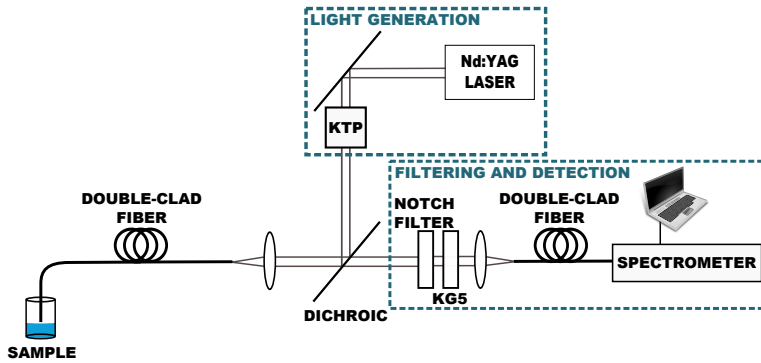 LIGHT GENERATION
Nd:YAG
LASER
KTP
FILTERING AND DETECTION
DOUBLE-CLAD
FIBER
NOTCH
FILTER
DOUBLE-CLAD
FIBER
SPECTROMETER
KG5
DICHROIC
SAMPLE